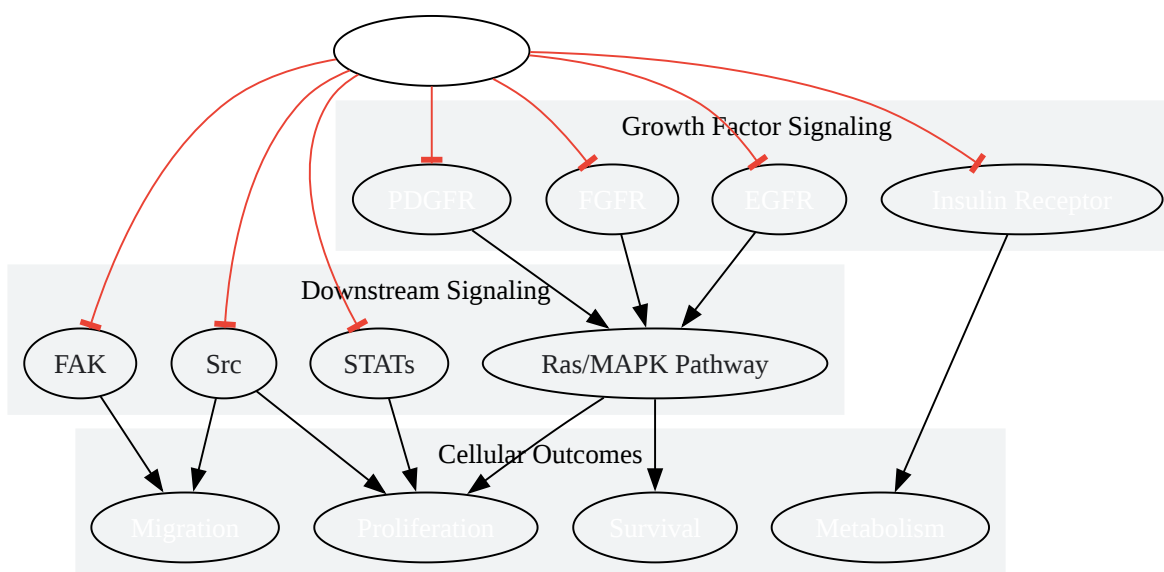 Growth Factor Signaling
PDGFR
FGFR
EGFR
Insulin Receptor
Downstream Signaling
FAK
Src
STATs
Ras/MAPK Pathway
Cellular Outcomes
Migration
Proliferation
Survival
Metabolism